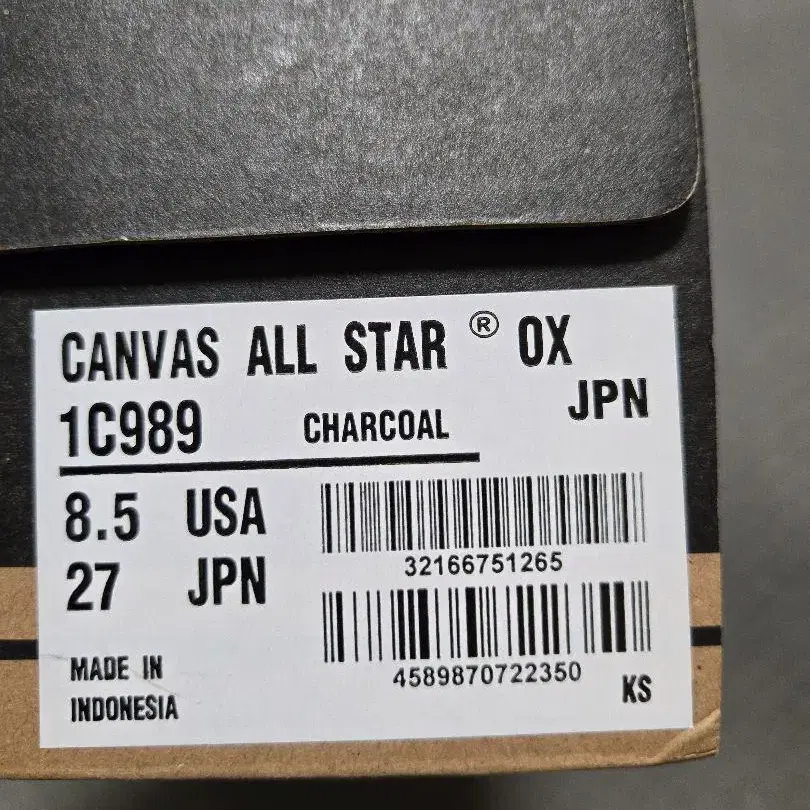 CANVAS ALL STAR ® OX
1C989 CHARCOAL JPN
8.5 USA
27 JPN
32166751265
4589870722350
MADE IN
INDONESIA
KS